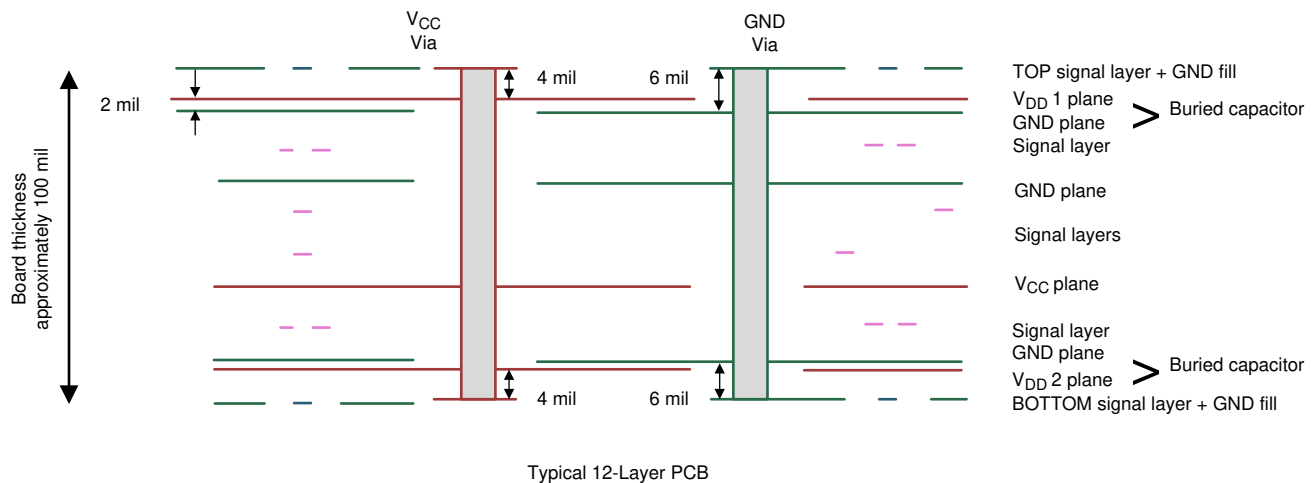 VCC
Via
GND
Via
4 mil
6 mil
2 mil
TOP signal layer + GND fill
VDD 1 plane
GND plane
> Buried capacitor
Signal layer
GND plane
Signal layers
VCC plane
Signal layer
GND plane
VDD 2 plane
> Buried capacitor
BOTTOM signal layer + GND fill
4 mil
6 mil
Board thickness
approximately 100 mil
Typical 12-Layer PCB